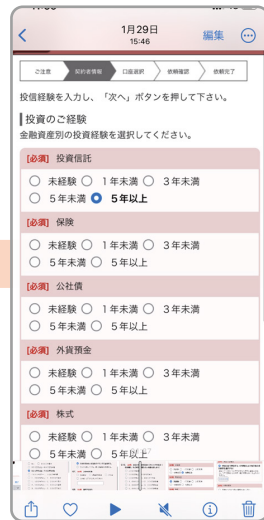 1月29日
15:46
編集
ご注意
契約者情報
口座選択
依頼確認
依頼完了
投信経験を入力し、「次へ」ボタンを押して下さい。
投資のご経験
金融資産別の投資経験を選択してください。
[必須] 投資信託
未経験 1年未満 3年未満
5年未満 5年以上
[必須] 保険
未経験 1年未満 3年未満
5年未満 5年以上
[必須] 公社債
未経験 1年未満 3年未満
5年未満 5年以上
[必須] 外貨預金
未経験 1年未満 3年未満
5年未満 5年以上
[必須] 株式
未経験 1年未満 3年未満
5年未満 5年以上